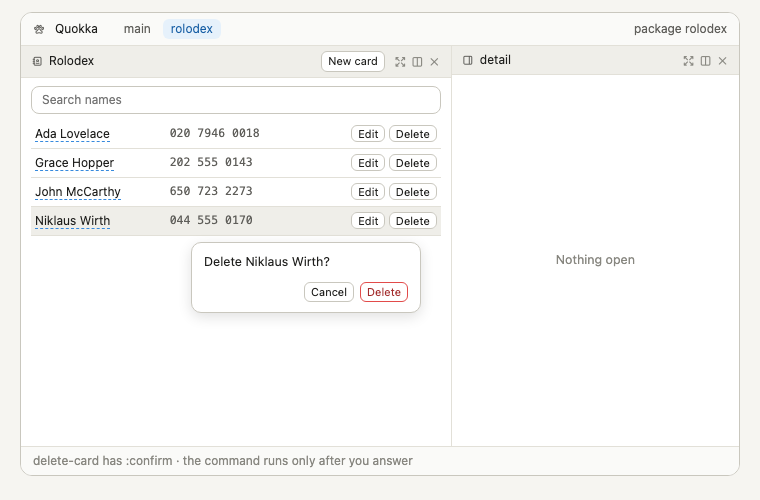 Quokka main rolodex package rolodex
Rolodex New card
detail
Search names
Ada Lovelace 020 7946 0018 Edit Delete
Grace Hopper 202 555 0143 Edit Delete
John McCarthy 650 723 2273 Edit Delete
Niklaus Wirth 044 555 0170 Edit Delete
Delete Niklaus Wirth?
Cancel Delete
Nothing open
delete-card has :confirm · the command runs only after you answer